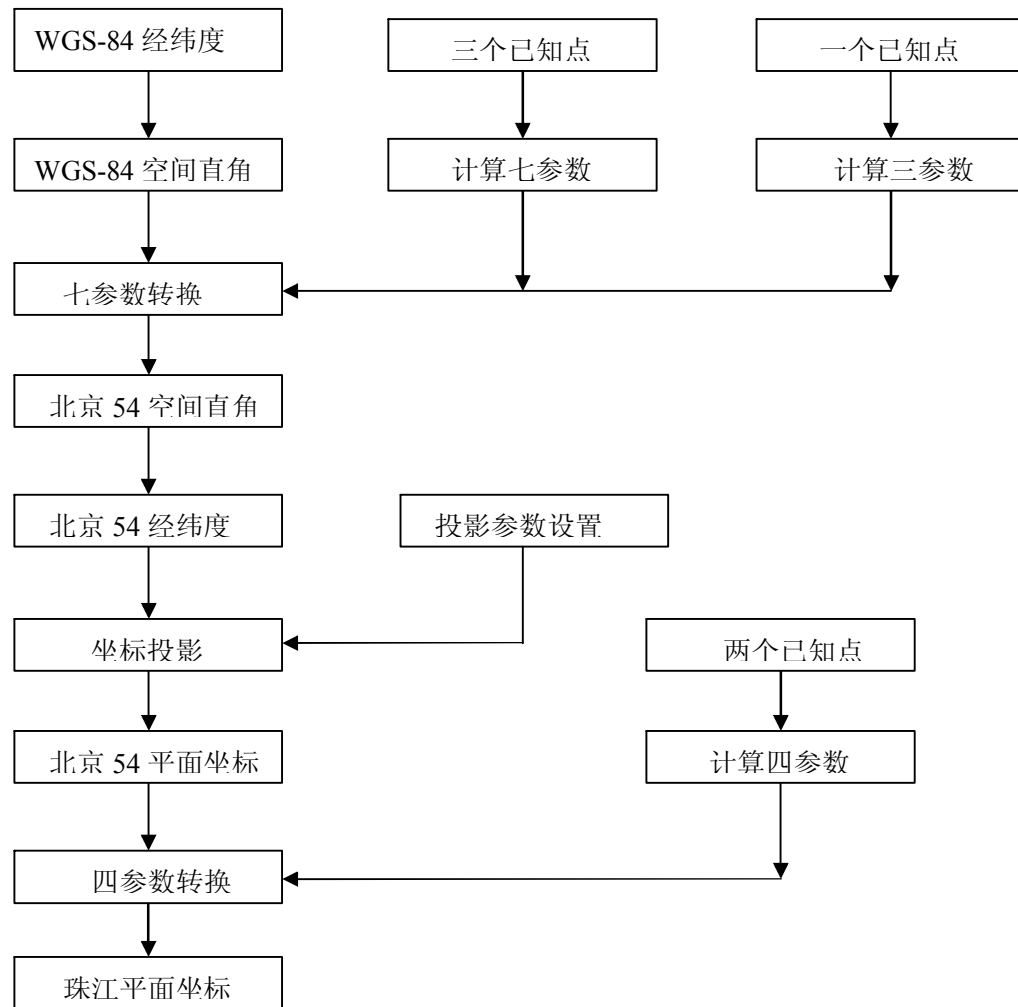 WGS-84 经纬度
三个已知点
一个已知点
WGS-84 空间直角
计算七参数
计算三参数
七参数转换
北京 54 空间直角
北京 54 经纬度
投影参数设置
坐标投影
两个已知点
北京 54 平面坐标
计算四参数
四参数转换
珠江平面坐标